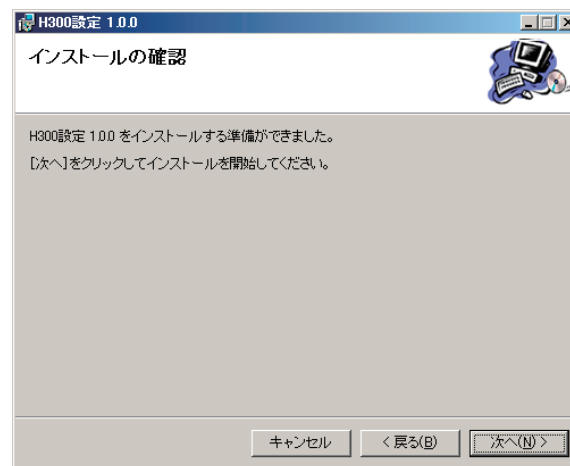 H300設定 1.0.0
インストールの確認
H300設定 1.0.0 をインストールする準備ができました。
[次へ]をクリックしてインストールを開始してください。
キャンセル
< 戻る(B)
次へ(N) >